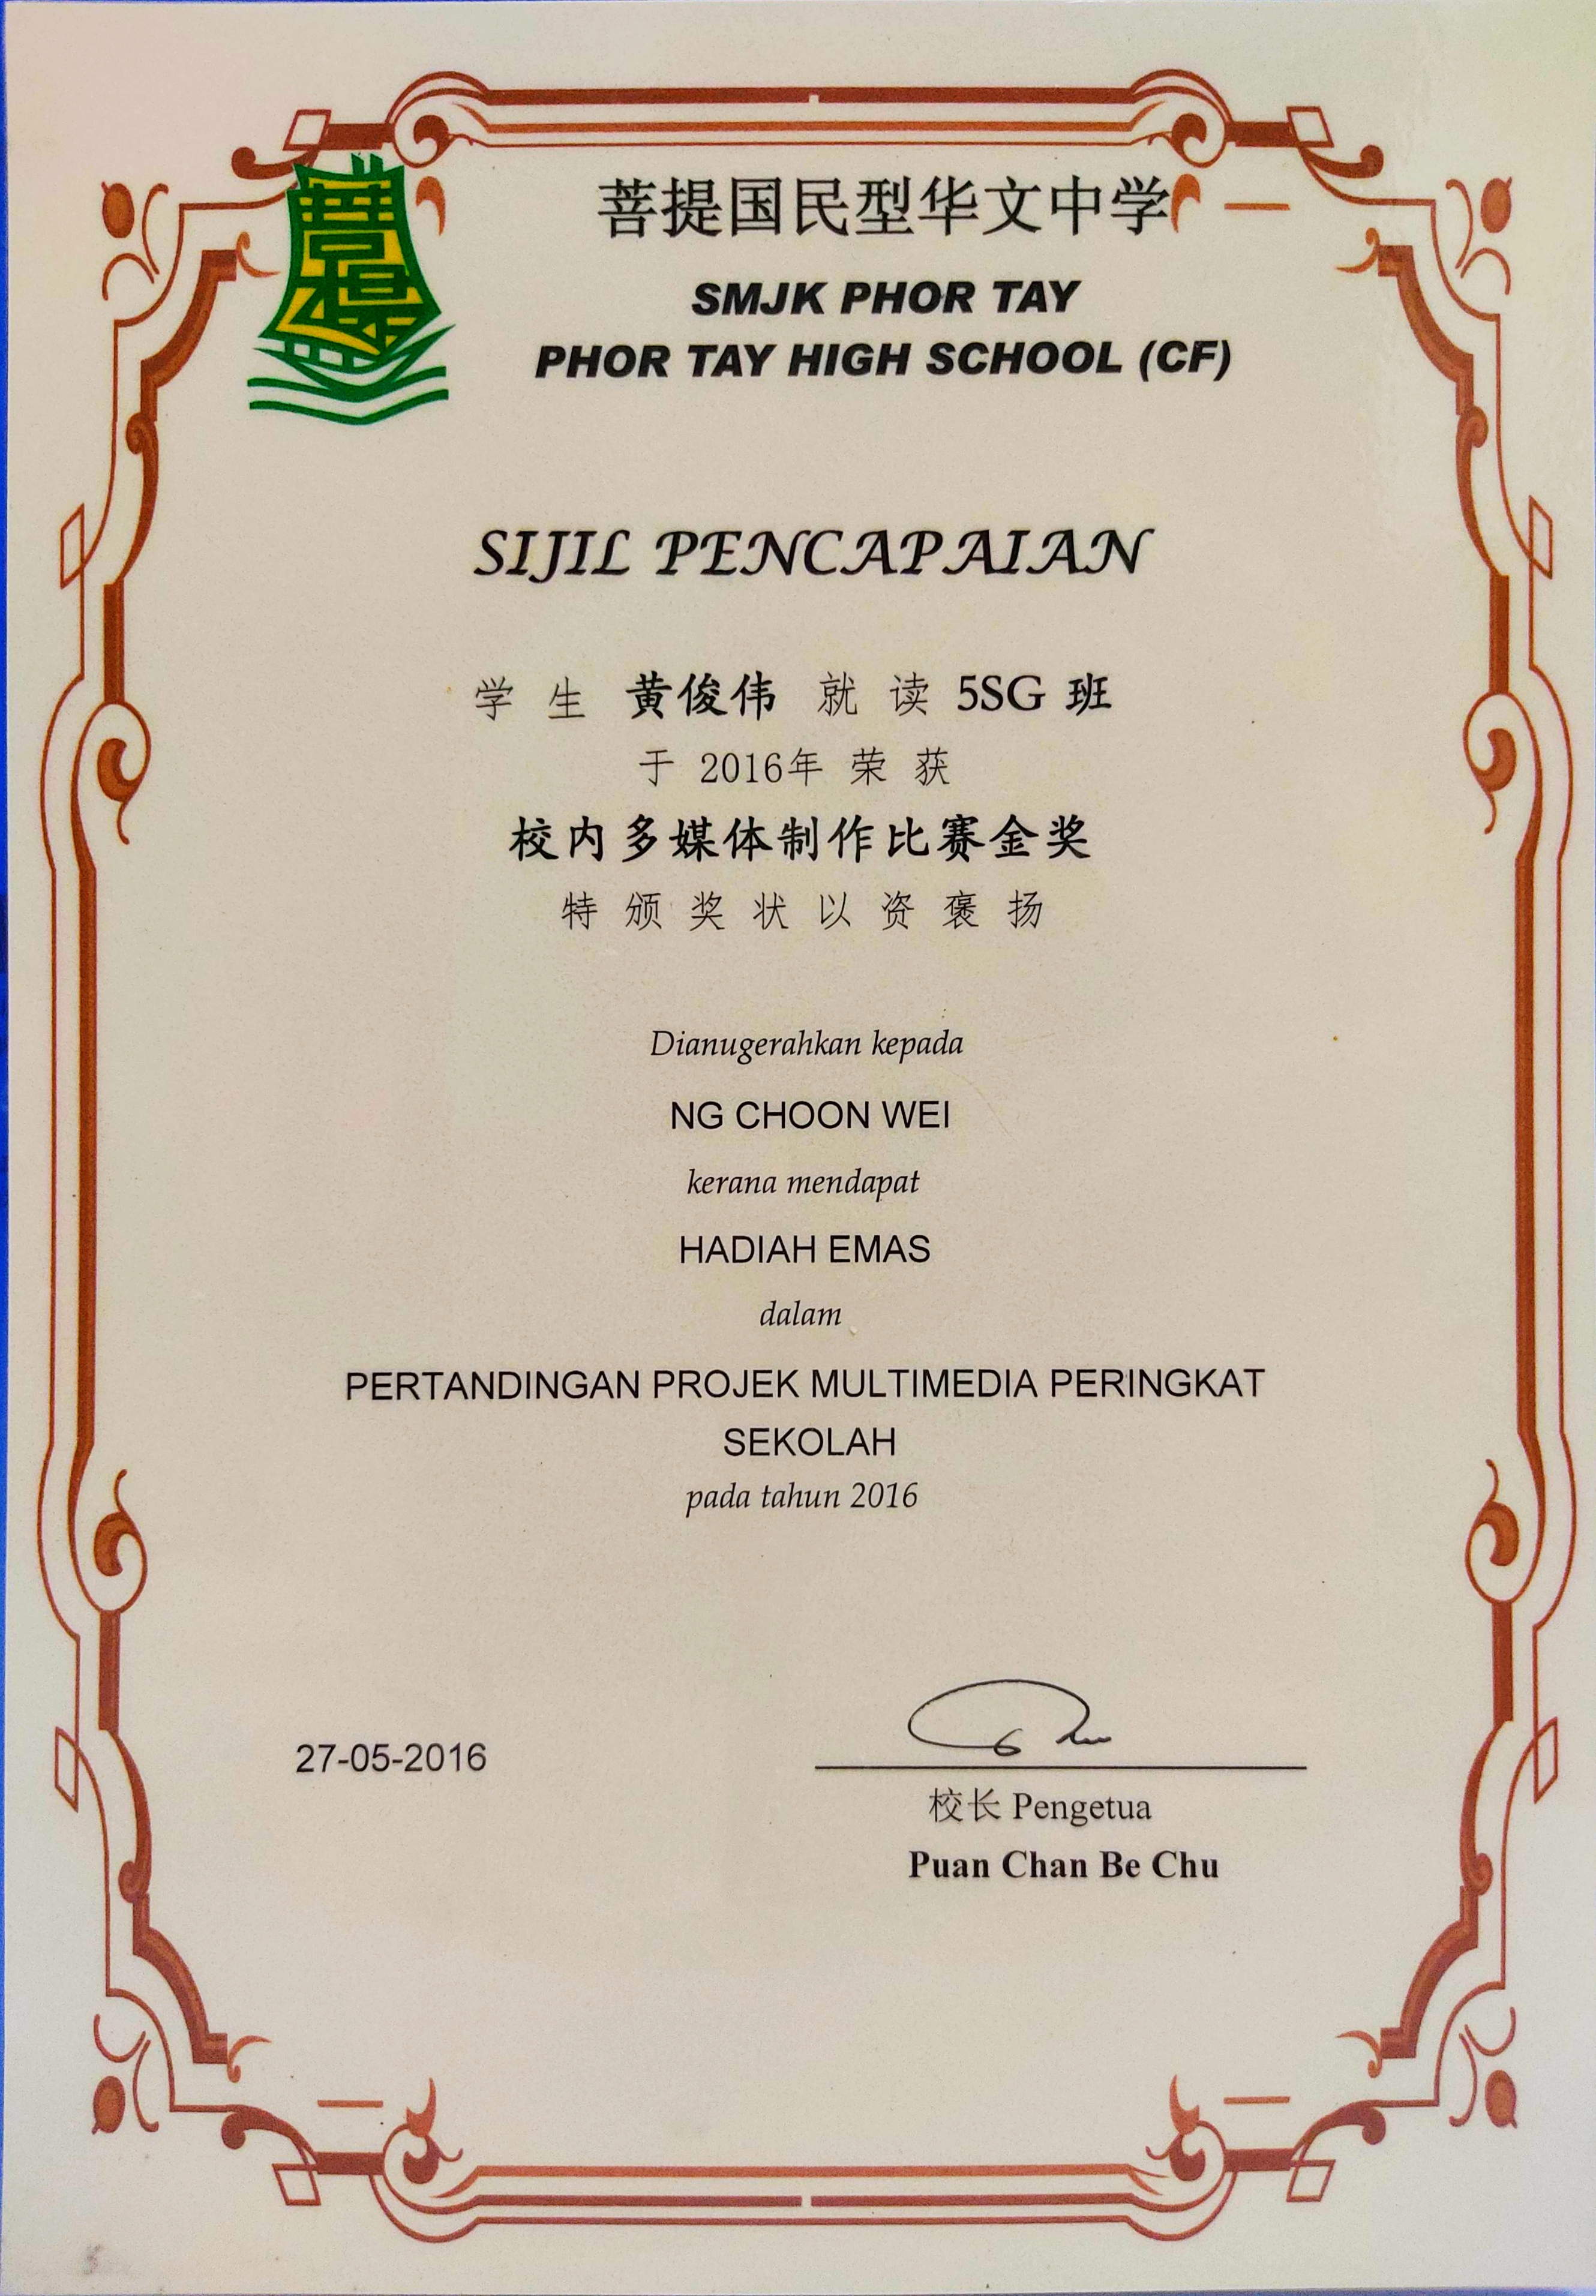 菩提国民型华文中学
SMJK PHOR TAY
PHOR TAY HIGH SCHOOL (CF)
菩提
SIJIL PENCAPAIAN
学生 黄俊伟 就读 5SG 班
于 2016年 荣获
校内多媒体制作比赛金奖
特颁奖状以资褒扬
Dianugerahkan kepada
NG CHOON WEI
kerana mendapat
HADIAH EMAS
dalam
PERTANDINGAN PROJEK MULTIMEDIA PERINGKAT
SEKOLAH
pada tahun 2016
27-05-2016
校长 Pengetua
Puan Chan Be Chu